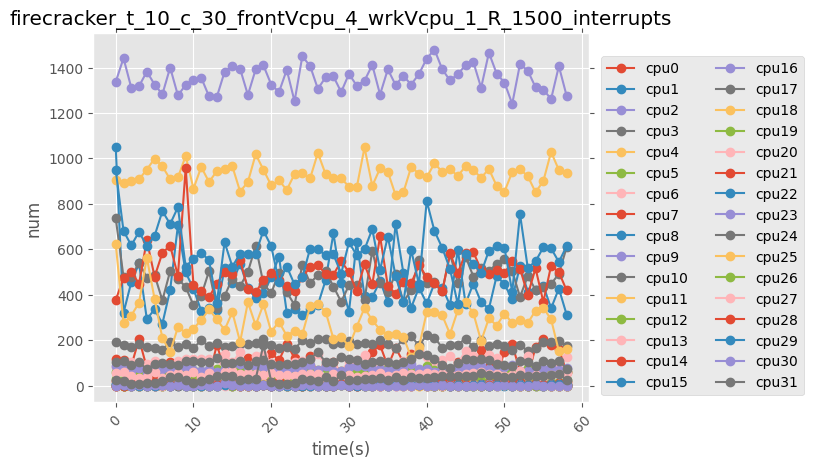 firecracker_t_10_c_30_frontVcpu_4_wrkVcpu_1_R_1500_interrupts
1400
1200
1000
800
600
400
200
0
num
0
10
20
30
40
50
60
time(s)
cpu0
cpu1
cpu2
cpu3
cpu4
cpu5
cpu6
cpu7
cpu8
cpu9
cpu10
cpu11
cpu12
cpu13
cpu14
cpu15
cpu16
cpu17
cpu18
cpu19
cpu20
cpu21
cpu22
cpu23
cpu24
cpu25
cpu26
cpu27
cpu28
cpu29
cpu30
cpu31